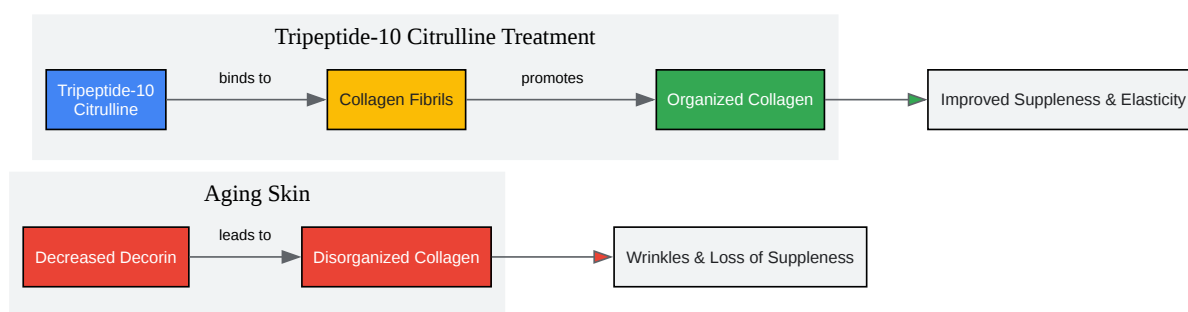 Tripeptide-10 Citrulline Treatment
Tripeptide-10
Citrulline
binds to
Collagen Fibrils
promotes
Organized Collagen
Improved Suppleness & Elasticity
Aging Skin
Decreased Decorin
leads to
Disorganized Collagen
Wrinkles & Loss of Suppleness